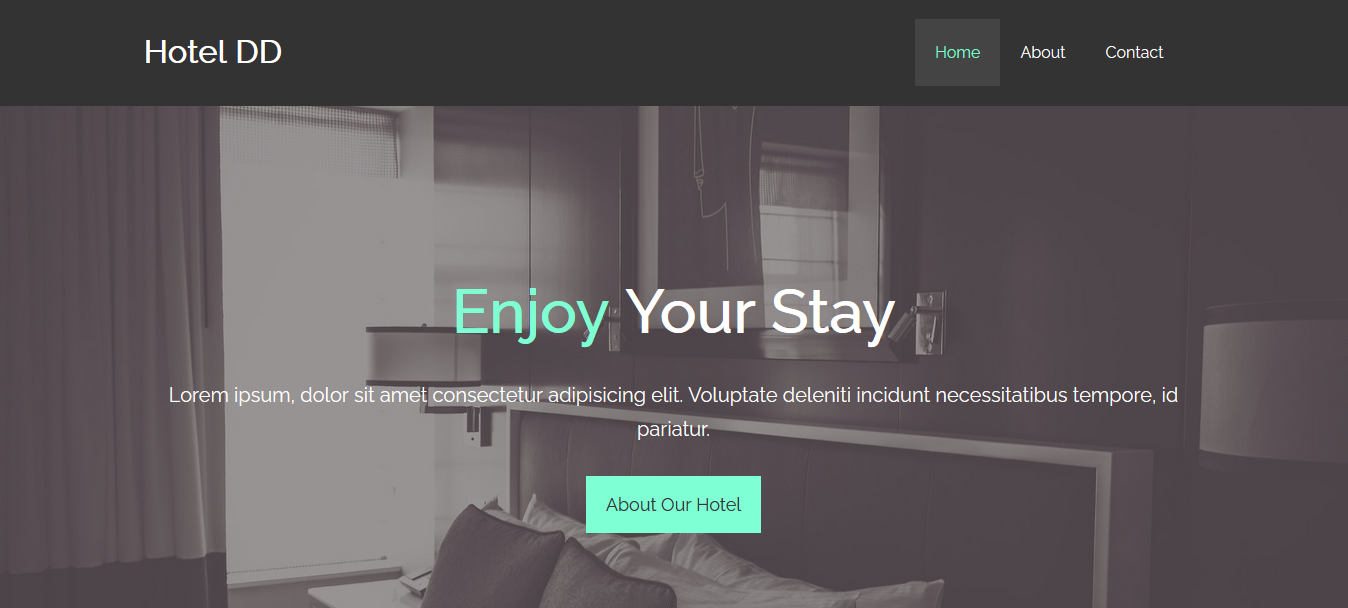 Hotel DD
Home About Contact
Enjoy Your Stay
Lorem ipsum, dolor sit amet consectetur adipisicing elit. Voluptate deleniti incidunt necessitatibus tempore, id
pariatur.
About Our Hotel